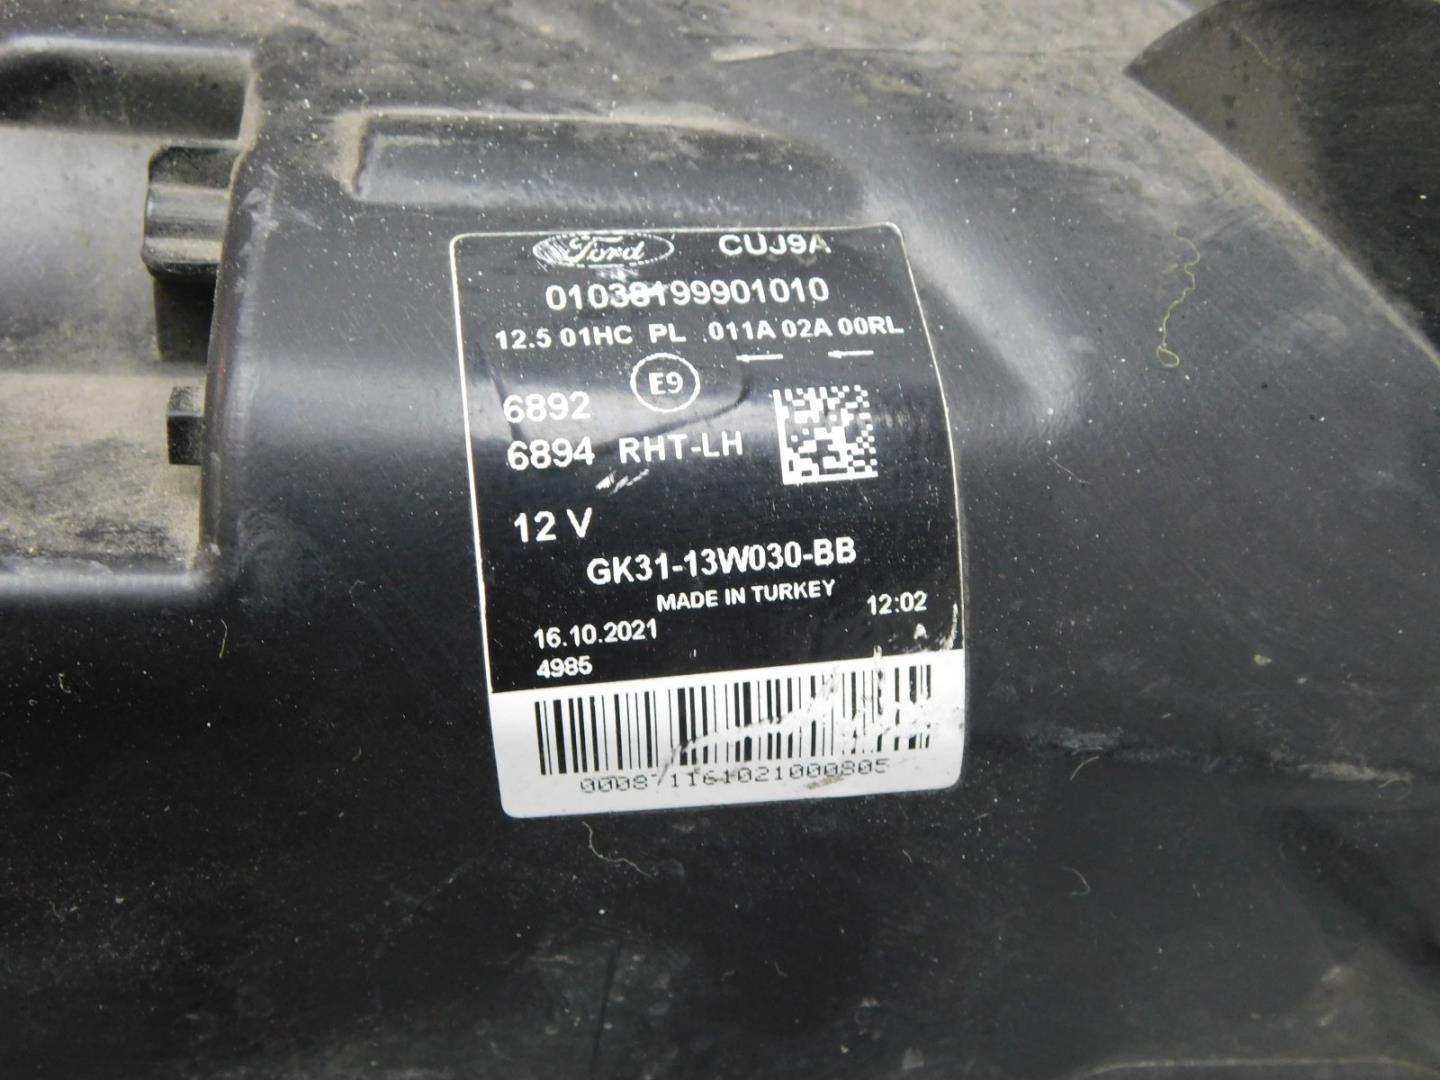 Ford CUJ9A
01038199901010
12.5 01HC PL 011A 02A 00RL
E9
6892
6894 RHT-LH
12 V
GK31-13W030-BB
MADE IN TURKEY
16.10.2021 12:02
4985 A
000871161021000805